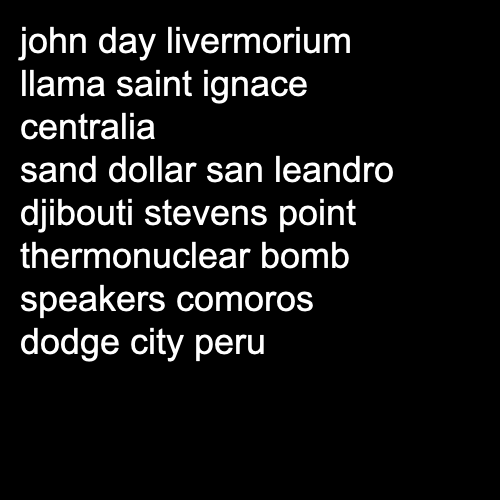 john day livermorium
llama saint ignace
centralia
sand dollar san leandro
djibouti stevens point
thermonuclear bomb
speakers comoros
dodge city peru